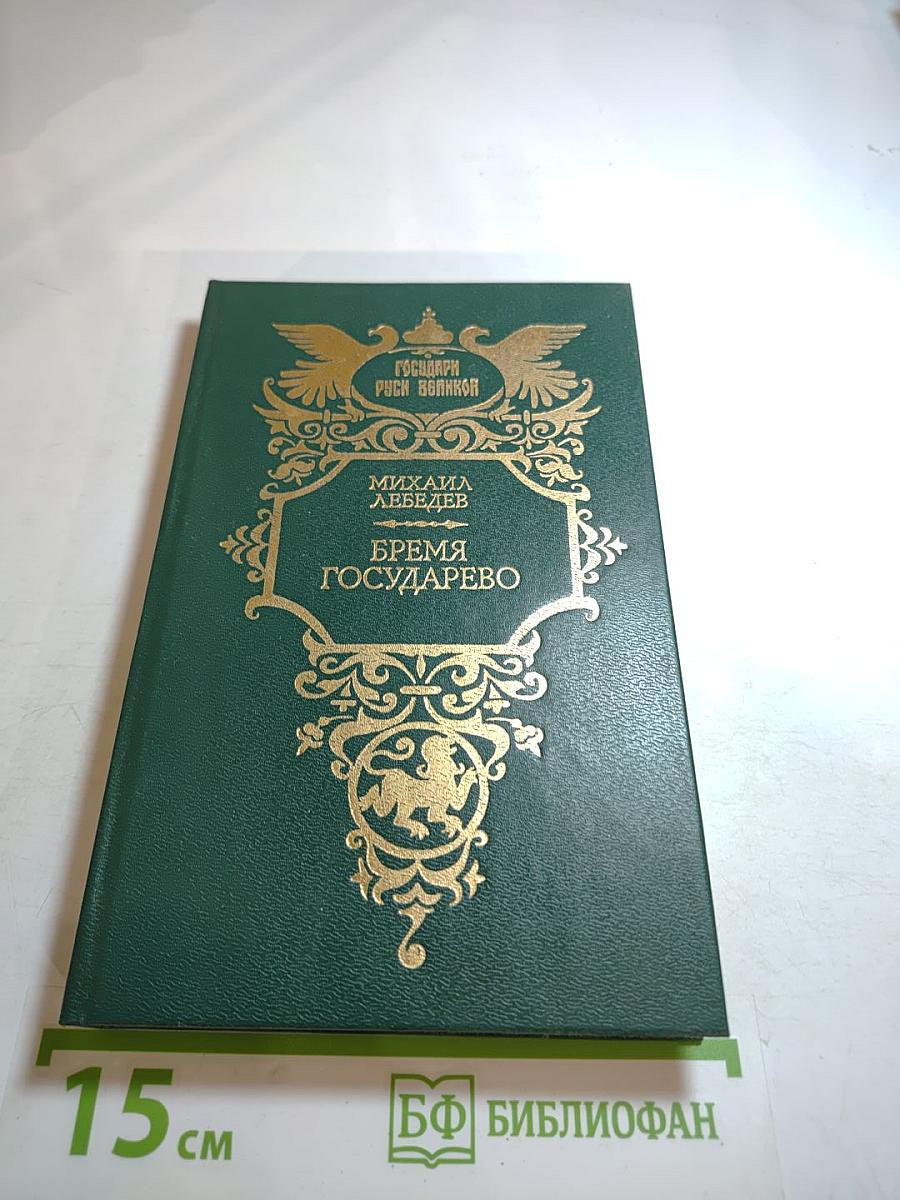 ГОСУДАРИ
РУСИ ВЕЛИКОЙ
МИХАИЛ
ЛЕБЕДЕВ
БРЕМЯ
ГОСУДАРЕВО
15 см
БФ БИБЛИОФАН